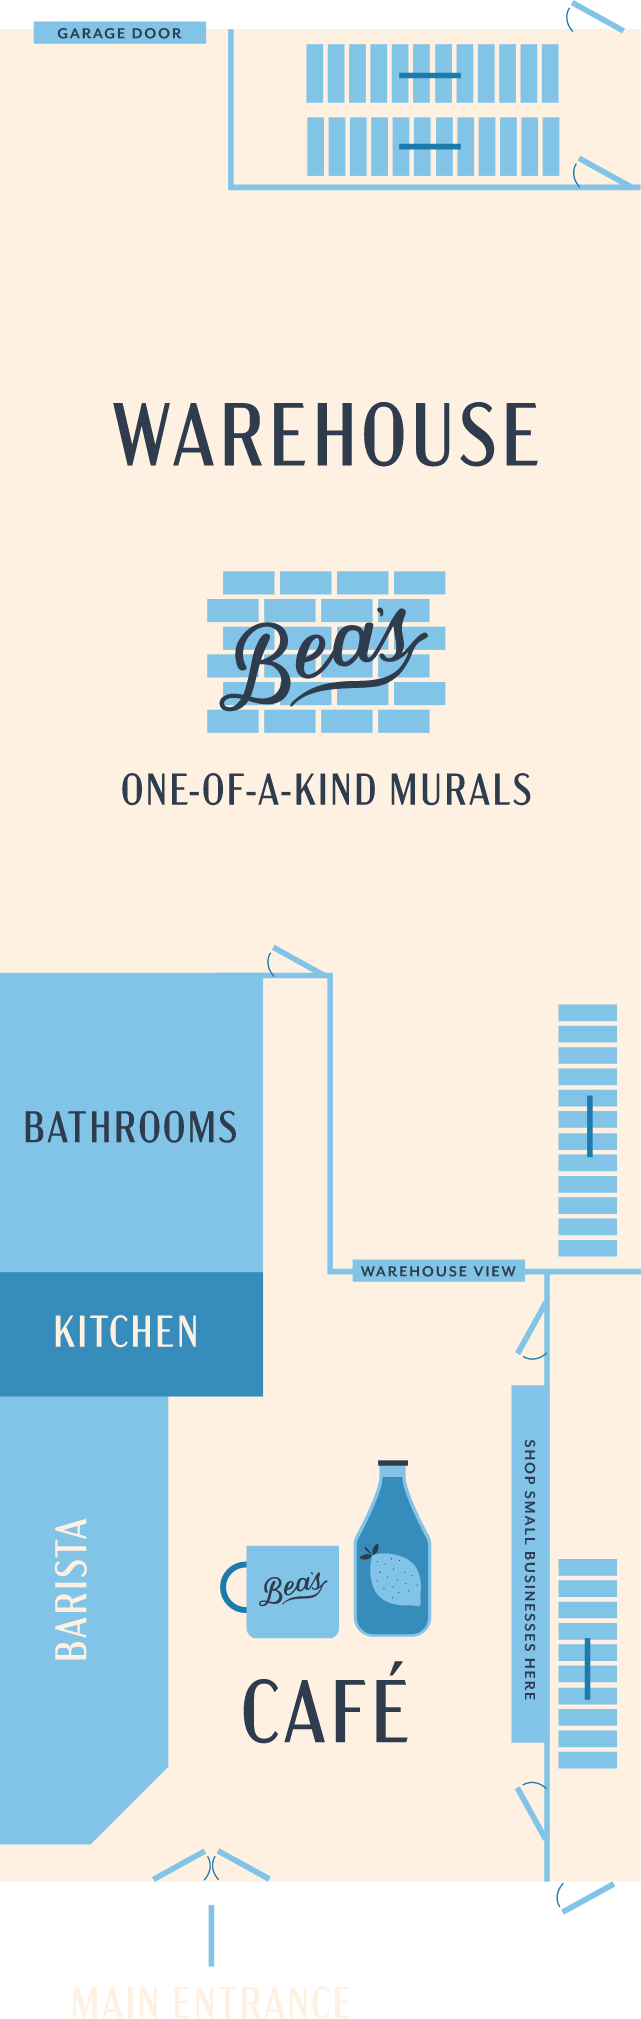 GARAGE DOOR
WAREHOUSE
Bea's
ONE-OF-A-KIND MURALS
BATHROOMS
WAREHOUSE VIEW
KITCHEN
SHOP SMALL BUSINESSES HERE
BARISTA
Bea's
CAFÉ
MAIN ENTRANCE